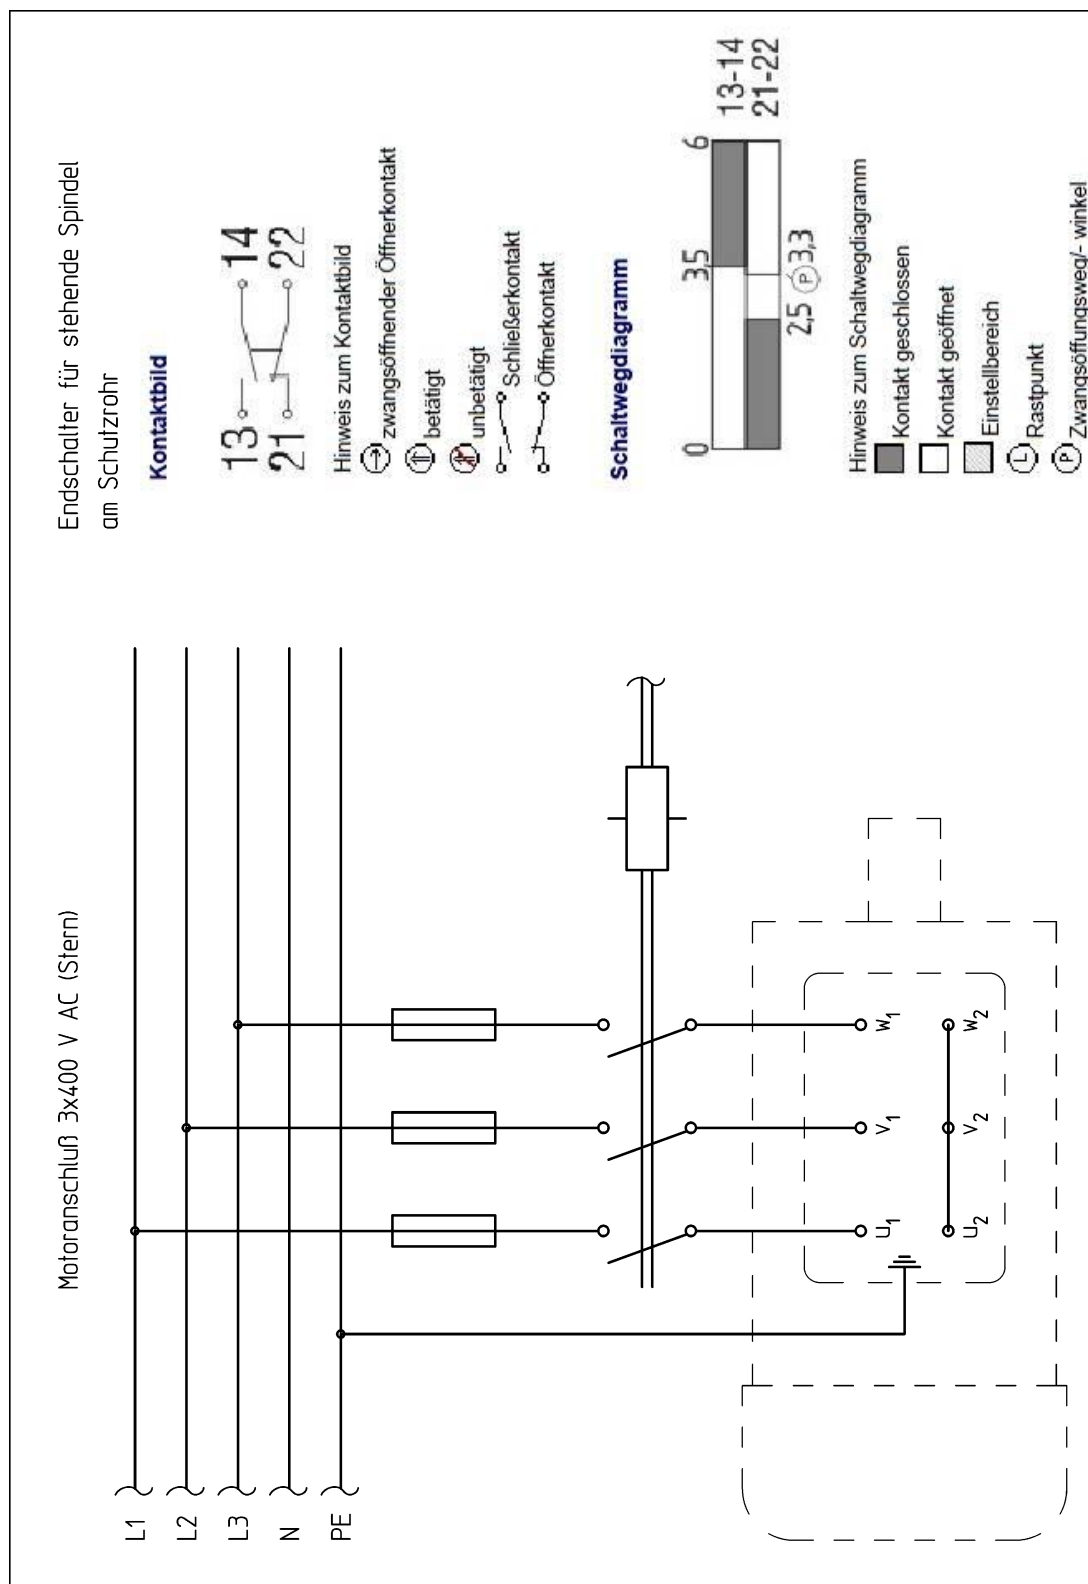 Motoranschluß 3x400 V AC (Stern)
L1
L2
L3
N
PE
U1
V1
W1
U2
V2
W2
Endschalter für stehende Spindel
am Schutzrohr
Kontaktbild
13 14
21 22
Hinweis zum Kontaktbild
zwangsöffnender Öffnerkontakt
betätigt
unbetätigt
Schließerkontakt
Öffnerkontakt
Schaltwegdiagramm
0 3,5 6
13-14
21-22
2,5 P 3,3
Hinweis zum Schaltwegdiagramm
Kontakt geschlossen
Kontakt geöffnet
Einstellbereich
L Rastpunkt
P Zwangsöffungsweg/- winkel